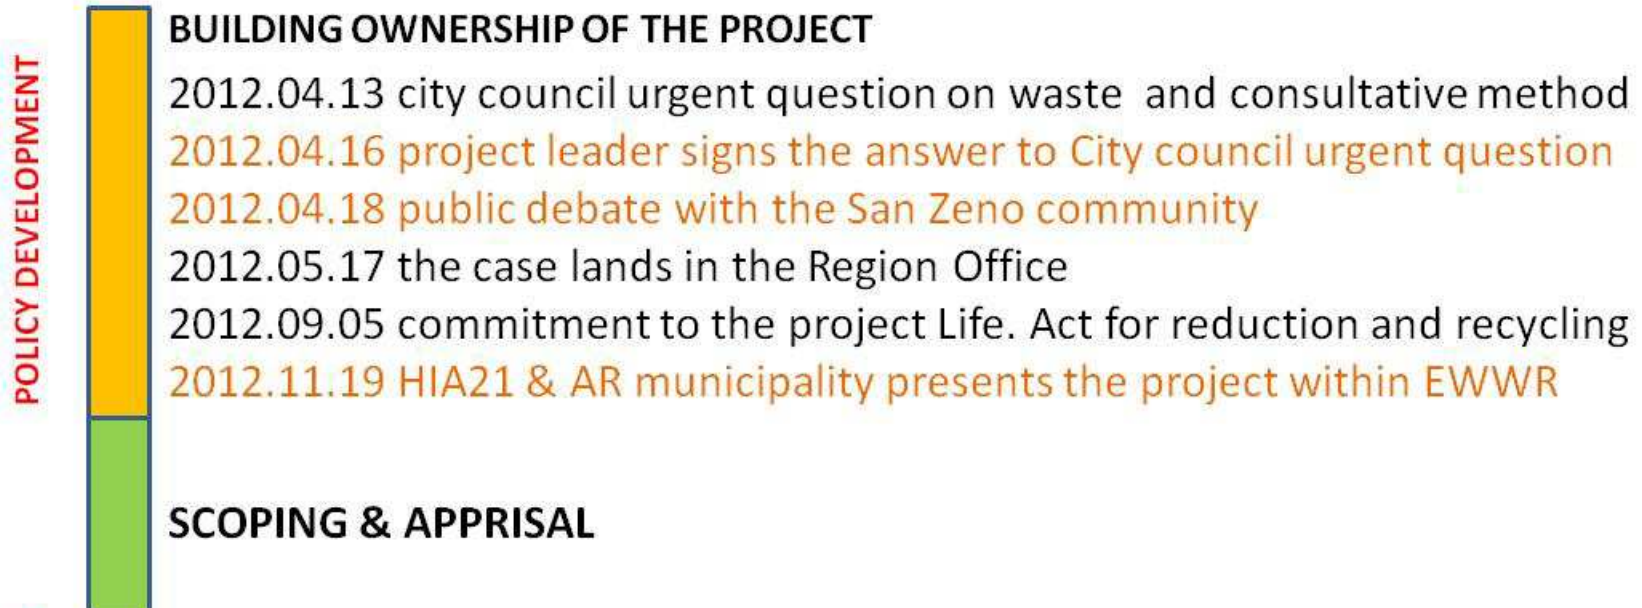 POLICY DEVELOPMENT
BUILDING OWNERSHIP OF THE PROJECT
2012.04.13 city council urgent question on waste and consultative method
2012.04.16 project leader signs the answer to City council urgent question
2012.04.18 public debate with the San Zeno community
2012.05.17 the case lands in the Region Office
2012.09.05 commitment to the project Life. Act for reduction and recycling
2012.11.19 HIA21 & AR municipality presents the project within EWWR
SCOPING & APPRISAL